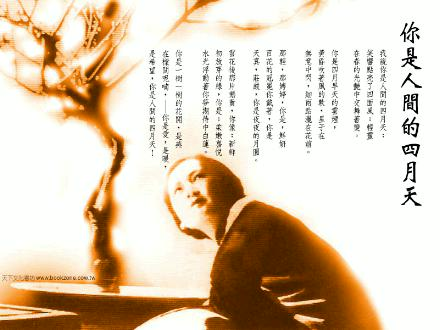 你是人間的四月天
我說你是人間的四月天；
笑響點亮了四面風；輕靈
在春的光艷中交舞著變。
你是四月早天的雲煙，
黃昏吹著風的軟，星子在
無意中閃，細雨點灑在花前。
那輕，那娉婷，你是，鮮妍
百花的冠冕你戴著，你是
天真，莊嚴，你是夜夜的月圓。
雪化後那片鵝黃，你像；新鮮
初放芽的綠，你是；柔嫩喜悅
水光浮動著你夢期待中白蓮。
你是一樹一樹的花開，是燕
在樑間呢喃，——你是愛，是暖，
是希望，你是人間的四月天！
天下文化書坊 www.bookzone.com.tw